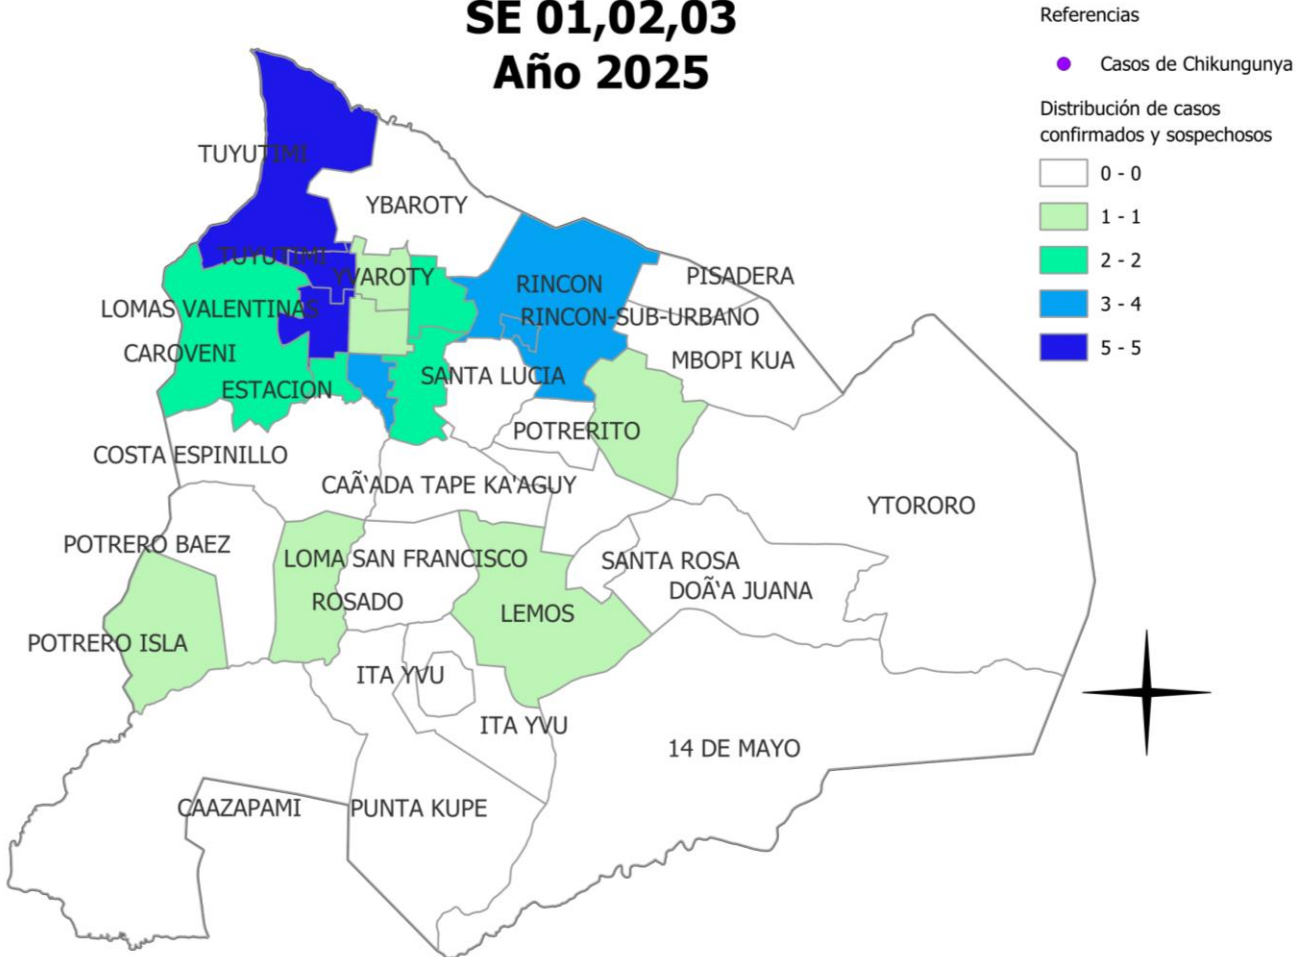 SE 01,02,03
Año 2025
Referencias
Casos de Chikungunya
Distribución de casos
confirmados y sospechosos
0 - 0
1 - 1
2 - 2
3 - 4
5 - 5
TUYUTIMI
YBAROTY
TUYUTIMI
YVAROTY
RINCON
PISADERA
LOMAS VALENTINAS
RINCON-SUB-URBANO
CAROVENI
MBOPI KUA
ESTACION
SANTA LUCIA
POTRERITO
COSTA ESPINILLO
CAÃ‘ADA TAPE KA'AGUY
YTORORO
POTRERO BAEZ
LOMA SAN FRANCISCO
SANTA ROSA
DOÃ‘A JUANA
ROSADO
LEMOS
POTRERO ISLA
ITA YVU
ITA YVU
14 DE MAYO
CAAZAPAMI
PUNTA KUPE